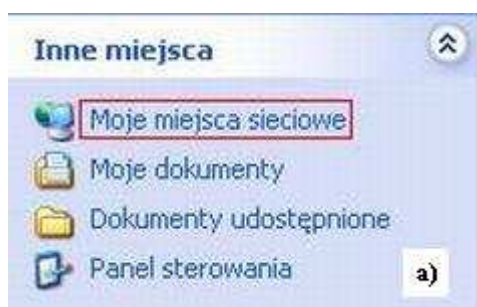 Inne miejsca
Moje miejsca sieciowe
Moje dokumenty
Dokumenty udostępnione
Panel sterowania
a)